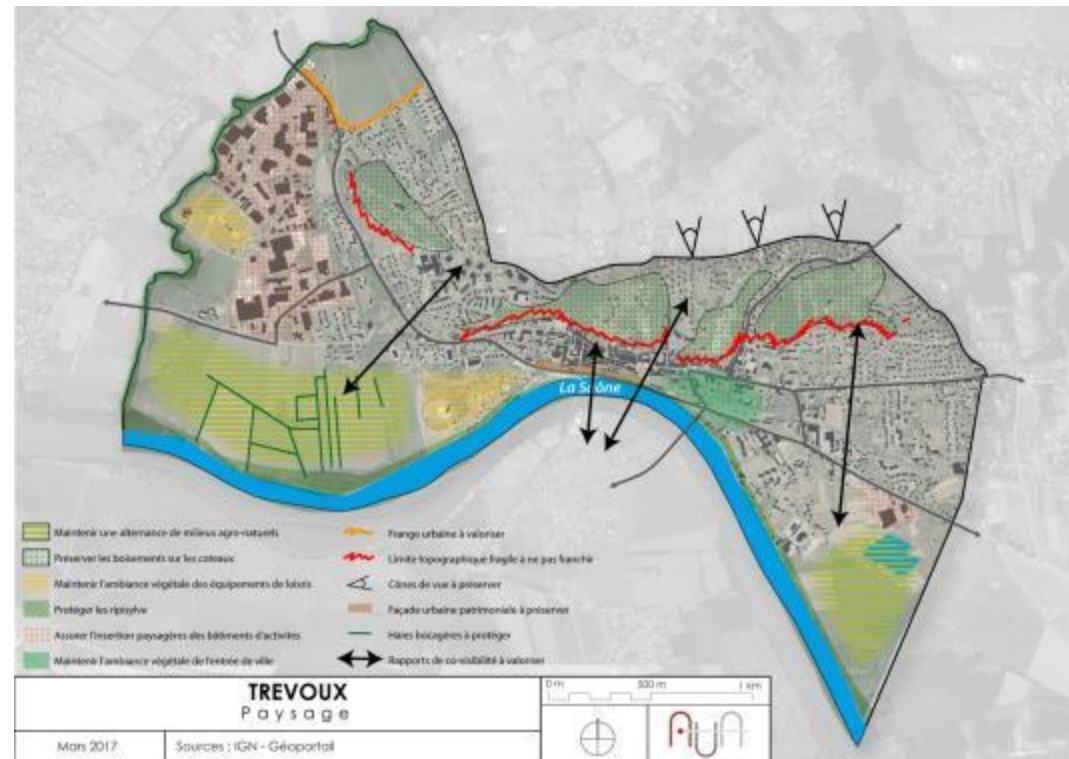 La Saône
Maintenir une alternance de milieux agro-naturels
Préserver les boisements sur les coteaux
Maintenir l'ambiance végétale des équipements de loisirs
Protéger les ripisylve
Assurer l'insertion paysagères des bâtiments d'activités
Maintenir l'ambiance végétale de l'entrée de ville
Frange urbaine à valoriser
Limite topographique fragile à ne pas franchir
Cônes de vue à préserver
Façade urbaine patrimoniale à préserver
Haies bocagères à protéger
Rapports de co-visibilité à valoriser
TREVOUX
Paysage
Mars 2017
Sources : IGN - Géoportail
0 m 500 m 1 km
AUA